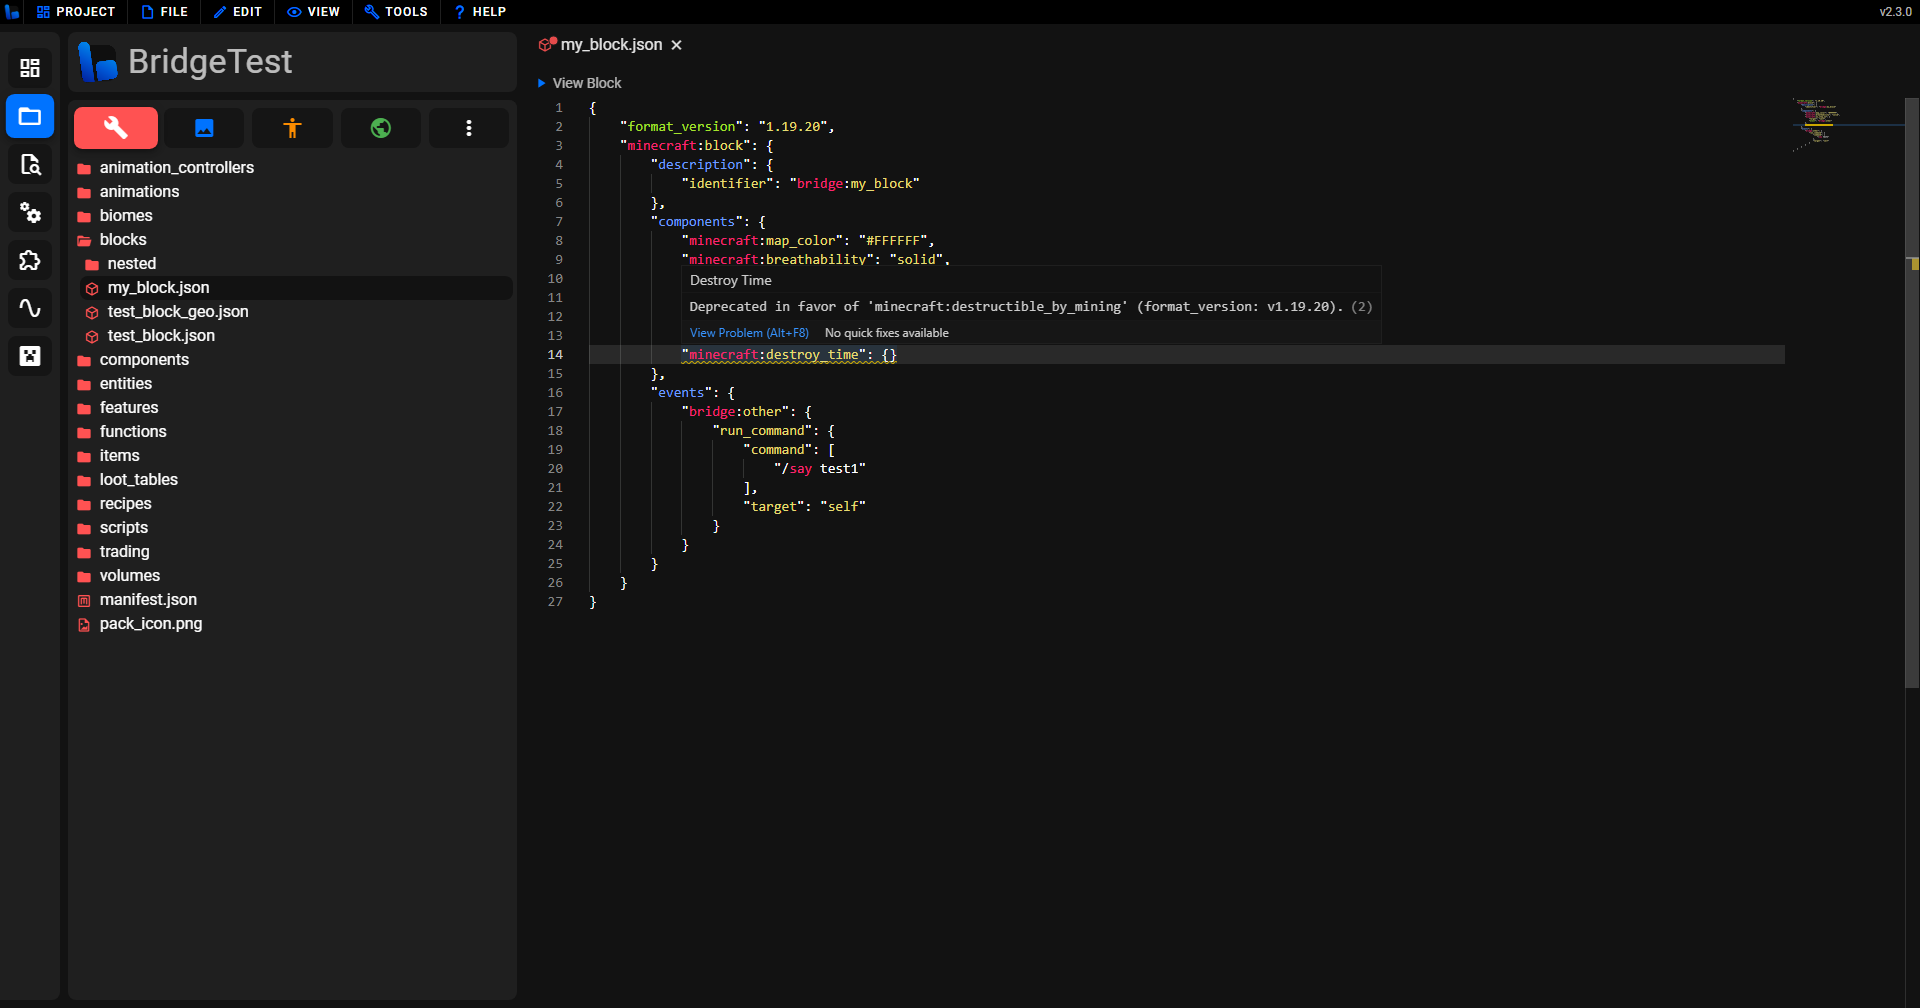 PROJECT FILE EDIT VIEW TOOLS ? HELP v2.3.0
BridgeTest
animation_controllers
animations
biomes
blocks
nested
my_block.json
test_block_geo.json
test_block.json
components
entities
features
functions
items
loot_tables
recipes
scripts
trading
volumes
manifest.json
pack_icon.png
my_block.json ×
View Block
1 {
2 "format_version": "1.19.20",
3 "minecraft:block": {
4 "description": {
5 "identifier": "bridge:my_block"
6 },
7 "components": {
8 "minecraft:map_color": "#FFFFFF",
9 "minecraft:breathability": "solid",
10 Destroy Time
11 Deprecated in favor of 'minecraft:destructible_by_mining' (format_version: v1.19.20). (2)
12
13 View Problem (Alt+F8) No quick fixes available
14 "minecraft:destroy_time": {}
15 },
16 "events": {
17 "bridge:other": {
18 "run_command": {
19 "command": [
20 "/say test1"
21 ],
22 "target": "self"
23 }
24 }
25 }
26 }
27 }